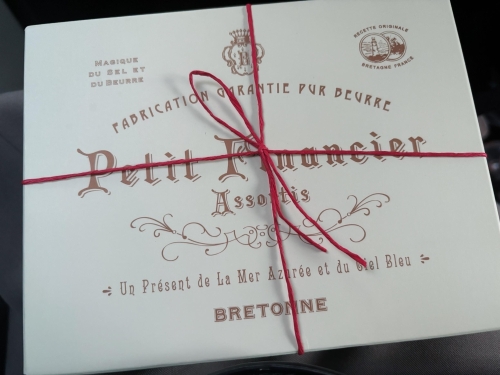 MAGIQUE
DU SEL ET
DU BEURRE
RECETTE ORIGINALE
BRETAGNE FRANCE
FABRICATION GARANTIE PUR BEURRE
Petit Financier
Assortis
Un Présent de La Mer Azurée et du Ciel Bleu
BRETONNE